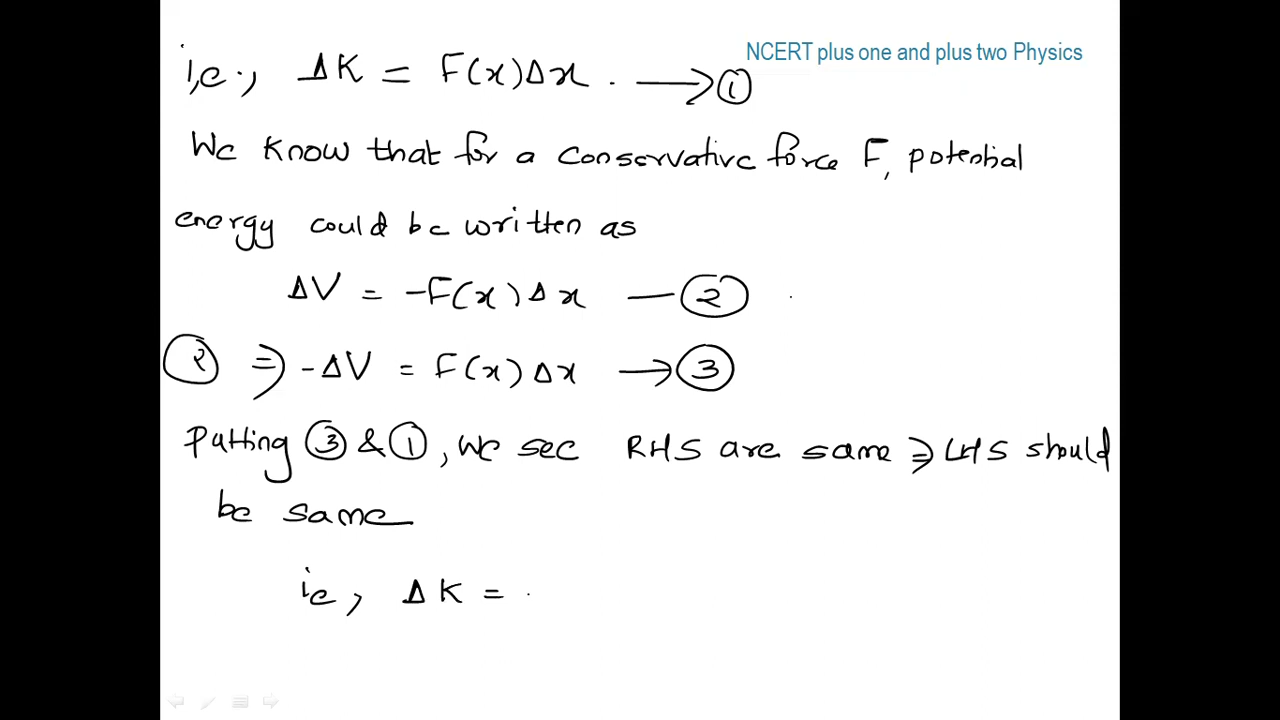 NCERT plus one and plus two Physics
i,e., ΔK = F(x)Δx. ⟶ ①
We know that for a conservative force F, potential
energy could be written as
ΔV = -F(x)Δx — ②
② ⇒ -ΔV = F(x)Δx ⟶ ③
Putting ③ & ①, we see RHS are same ⇒ LHS should
be same
ie, ΔK =